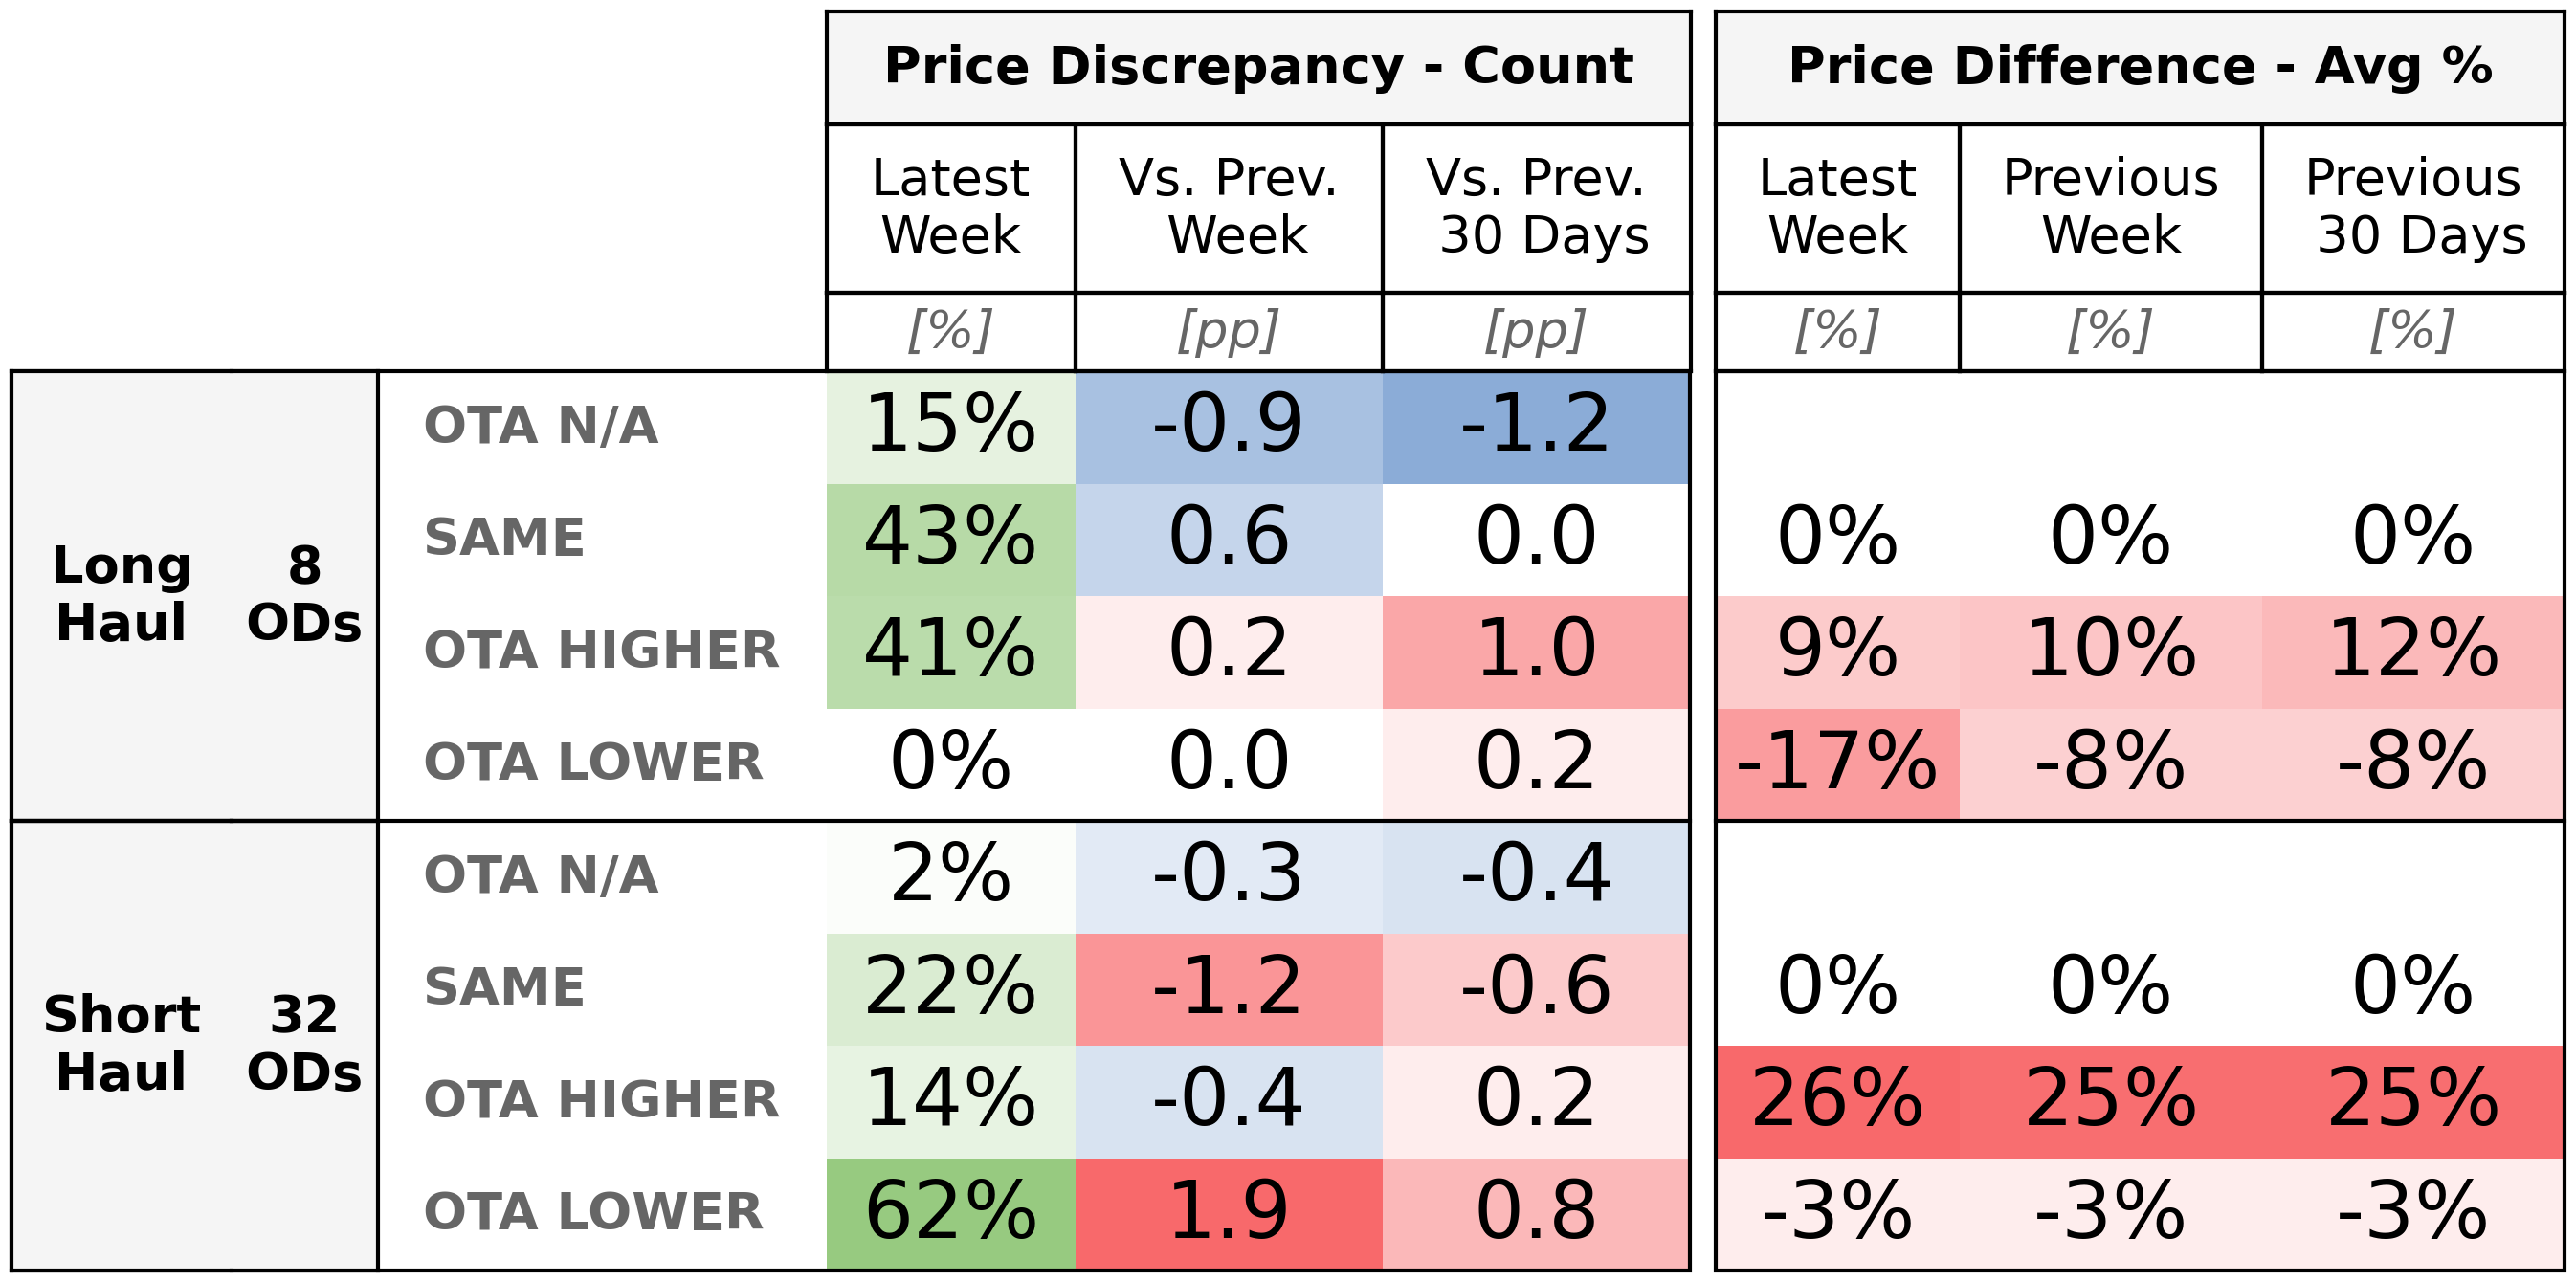 Price Discrepancy - Count Price Difference - Avg %
Latest Week Vs. Prev. Week Vs. Prev. 30 Days Latest Week Previous Week Previous 30 Days
[%] [pp] [pp] [%] [%] [%]
Long Haul 8 ODs
OTA N/A 15% -0.9 -1.2
SAME 43% 0.6 0.0 0% 0% 0%
OTA HIGHER 41% 0.2 1.0 9% 10% 12%
OTA LOWER 0% 0.0 0.2 -17% -8% -8%
Short Haul 32 ODs
OTA N/A 2% -0.3 -0.4
SAME 22% -1.2 -0.6 0% 0% 0%
OTA HIGHER 14% -0.4 0.2 26% 25% 25%
OTA LOWER 62% 1.9 0.8 -3% -3% -3%